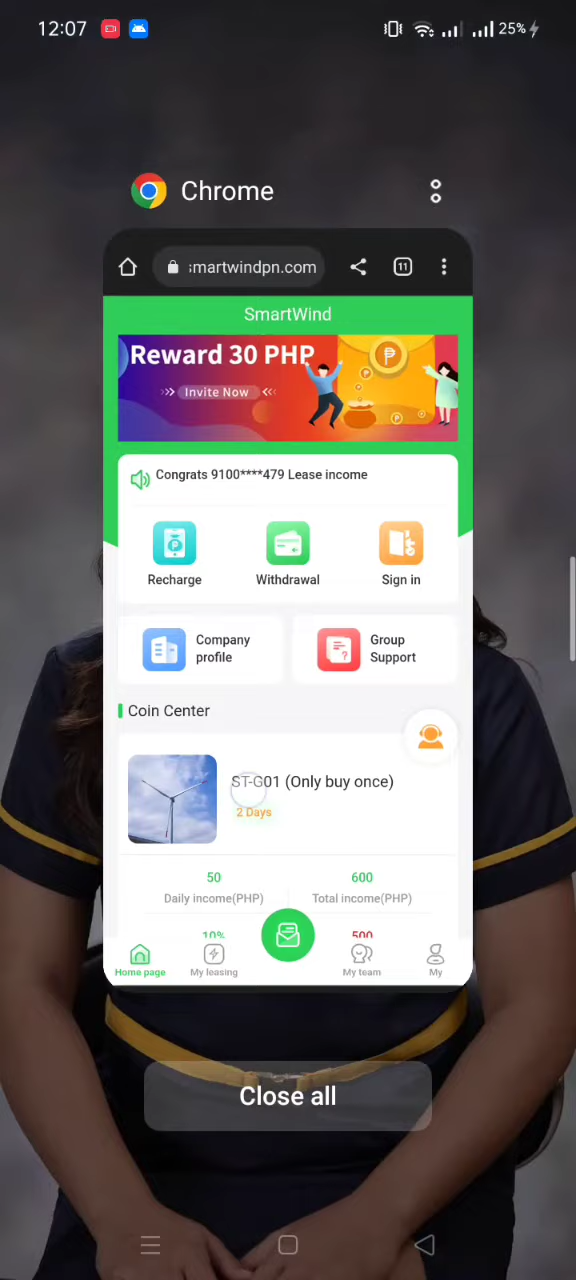 12:07
25%
Chrome
smartwindpn.com
11
SmartWind
Reward 30 PHP
Invite Now
Congrats 9100****479 Lease income
Recharge
Withdrawal
Sign in
Company profile
Group Support
Coin Center
ST-G01 (Only buy once)
2 Days
50
600
Daily income(PHP)
Total income(PHP)
10%
500
Home page
My leasing
My team
My
Close all